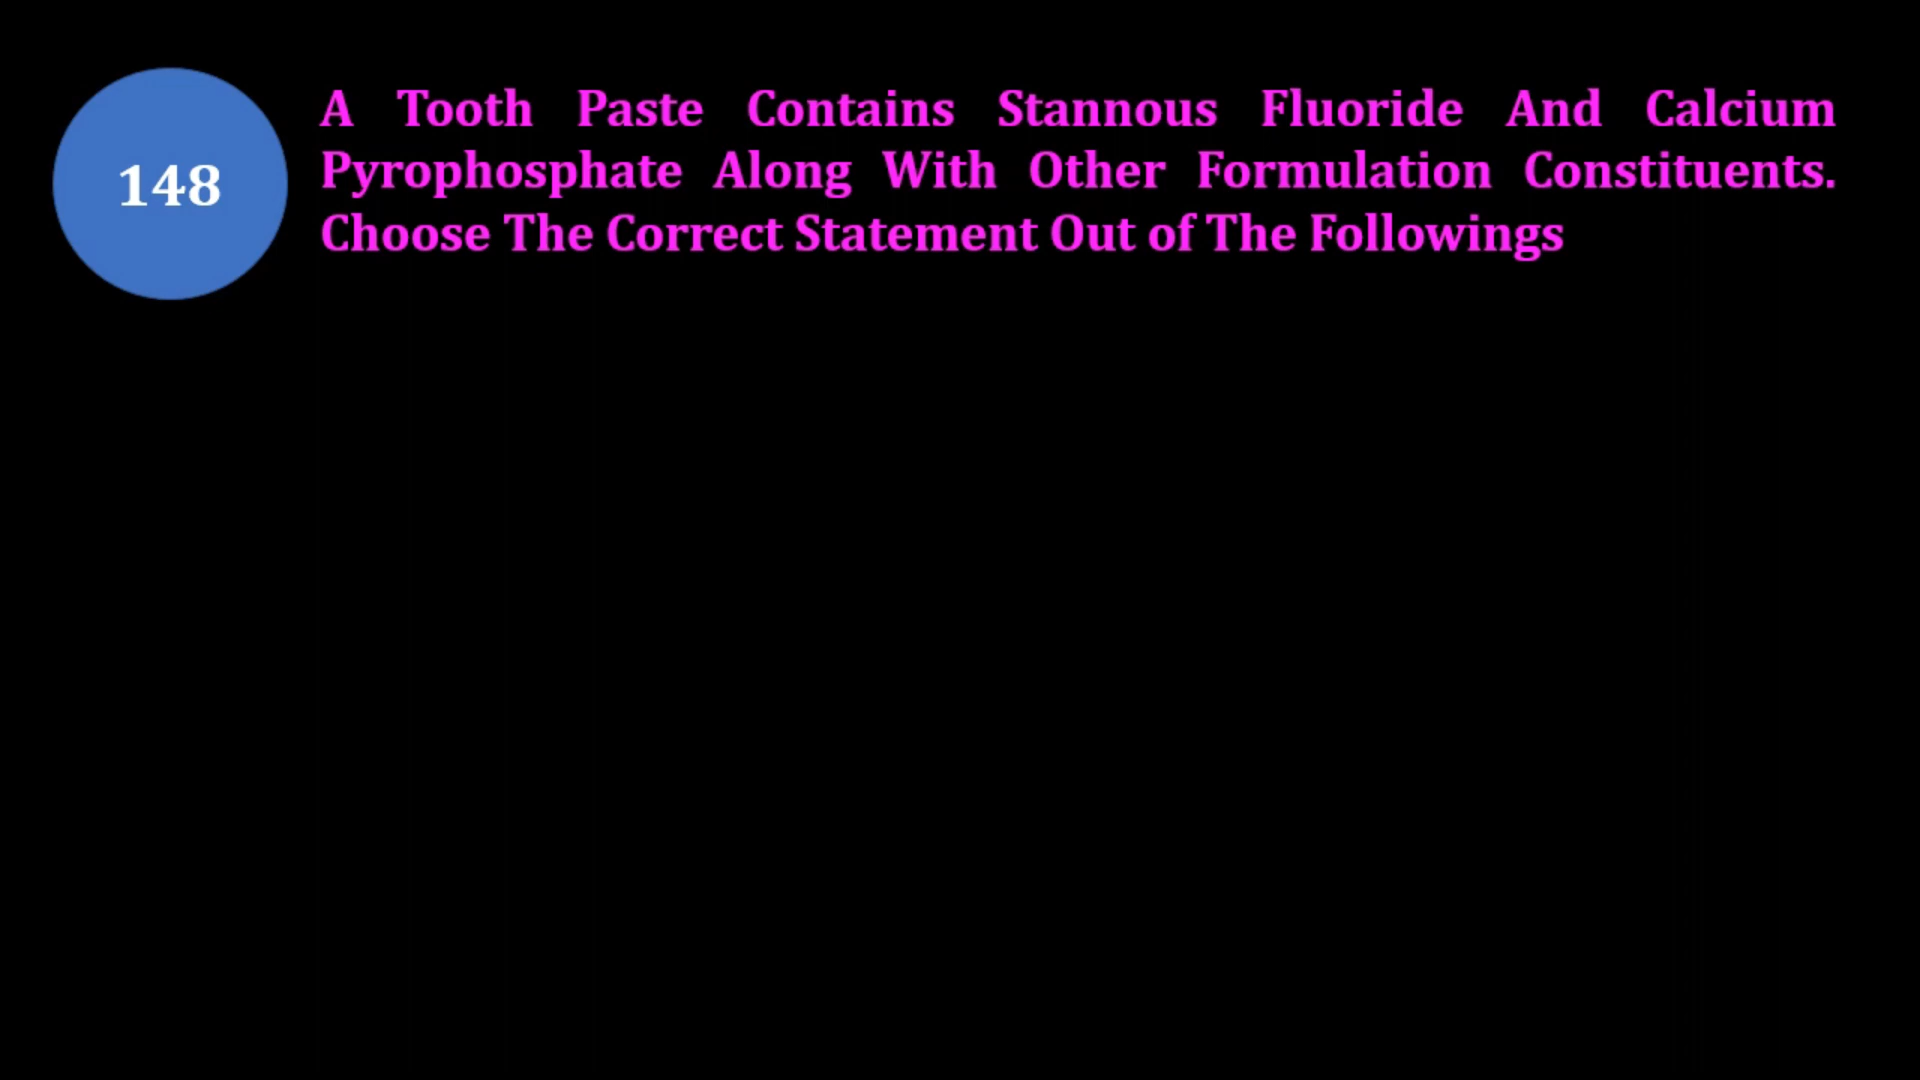 148
A Tooth Paste Contains Stannous Fluoride And Calcium
Pyrophosphate Along With Other Formulation Constituents.
Choose The Correct Statement Out of The Followings